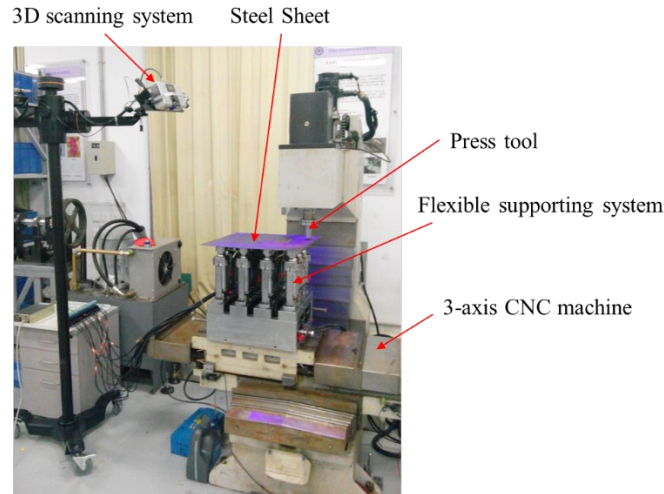 3D scanning system
Steel Sheet
Press tool
Flexible supporting system
3-axis CNC machine